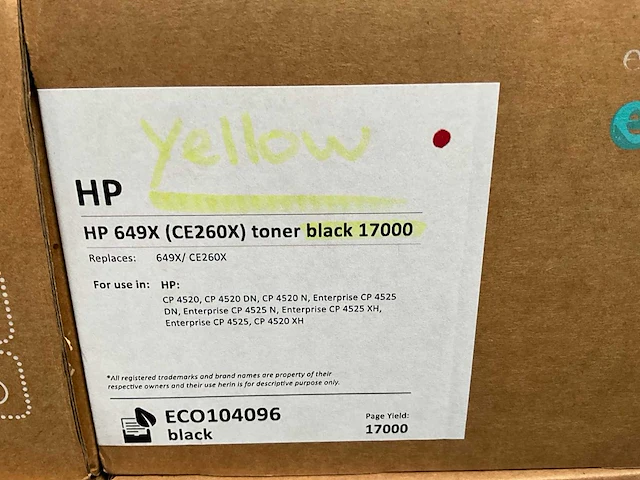 Yellow
HP
HP 649X (CE260X) toner black 17000
Replaces: 649X/ CE260X
For use in: HP:
CP 4520, CP 4520 DN, CP 4520 N, Enterprise CP 4525
DN, Enterprise CP 4525 N, Enterprise CP 4525 XH,
Enterprise CP 4525, CP 4520 XH
*All registered trademarks and brand names are property of their
respective owners and their use herin is for descriptive purpose only.
ECO104096
black
Page Yield:
17000